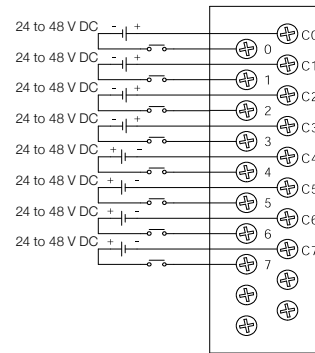 24 to 48 V DC - + C0
0
24 to 48 V DC - + C1
1
24 to 48 V DC - + C2
2
24 to 48 V DC - + C3
3
24 to 48 V DC + - C4
4
24 to 48 V DC + - C5
5
24 to 48 V DC + - C6
6
24 to 48 V DC + - C7
7